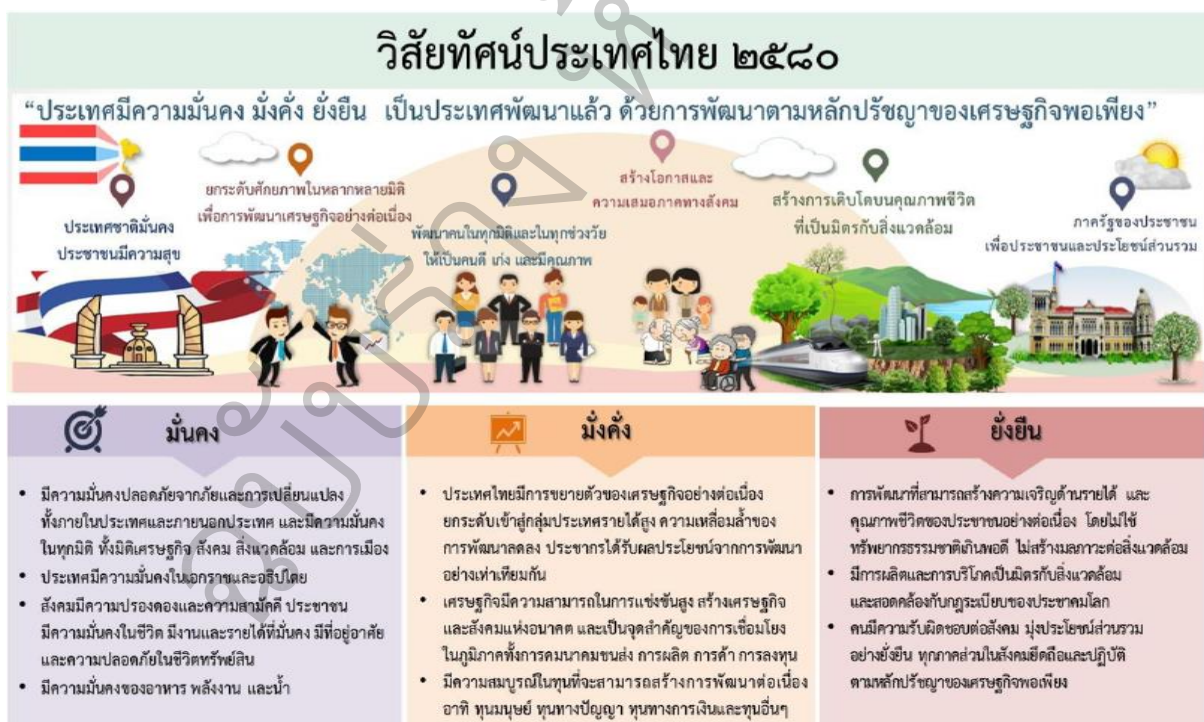 วิสัยทัศน์ประเทศไทย ๒๕๘๐
“ประเทศมีความมั่นคง มั่งคั่ง ยั่งยืน เป็นประเทศพัฒนาแล้ว ด้วยการพัฒนาตามหลักปรัชญาของเศรษฐกิจพอเพียง”
ประเทศชาติมั่นคง
ประชาชนมีความสุข
ยกระดับศักยภาพในหลากหลายมิติ
เพื่อการพัฒนาเศรษฐกิจอย่างต่อเนื่อง
พัฒนาคนในทุกมิติและในทุกช่วงวัย
ให้เป็นคนดี เก่ง และมีคุณภาพ
สร้างโอกาสและ
ความเสมอภาคทางสังคม
สร้างการเติบโตบนคุณภาพชีวิต
ที่เป็นมิตรกับสิ่งแวดล้อม
ภาครัฐของประชาชน
เพื่อประชาชนและประโยชน์ส่วนรวม
มั่นคง
• มีความมั่นคงปลอดภัยจากภัยและการเปลี่ยนแปลง
ทั้งภายในประเทศและภายนอกประเทศ และมีความมั่นคง
ในทุกมิติ ทั้งมิติเศรษฐกิจ สังคม สิ่งแวดล้อม และการเมือง
• ประเทศมีความมั่นคงในเอกราชและอธิปไตย
• สังคมมีความปรองดองและความสามัคคี ประชาชน
มีความมั่นคงในชีวิต มีงานและรายได้ที่มั่นคง มีที่อยู่อาศัย
และความปลอดภัยในชีวิตทรัพย์สิน
• มีความมั่นคงของอาหาร พลังงาน และน้ำ
มั่งคั่ง
• ประเทศไทยมีการขยายตัวของเศรษฐกิจอย่างต่อเนื่อง
ยกระดับเข้าสู่กลุ่มประเทศรายได้สูง ความเหลื่อมล้ำของ
การพัฒนาลดลง ประชากรได้รับผลประโยชน์จากการพัฒนา
อย่างเท่าเทียมกัน
• เศรษฐกิจมีความสามารถในการแข่งขันสูง สร้างเศรษฐกิจ
และสังคมแห่งอนาคต และเป็นจุดสำคัญของการเชื่อมโยง
ในภูมิภาคทั้งการคมนาคมขนส่ง การผลิต การค้า การลงทุน
• มีความสมบูรณ์ในทุนที่จะสามารถสร้างการพัฒนาต่อเนื่อง
อาทิ ทุนมนุษย์ ทุนทางปัญญา ทุนทางการเงินและทุนอื่นๆ
ยั่งยืน
• การพัฒนาที่สามารถสร้างความเจริญด้านรายได้ และ
คุณภาพชีวิตของประชาชนอย่างต่อเนื่อง โดยไม่ใช้
ทรัพยากรธรรมชาติเกินพอดี ไม่สร้างมลภาวะต่อสิ่งแวดล้อม
• มีการผลิตและการบริโภคเป็นมิตรกับสิ่งแวดล้อม
และสอดคล้องกับกฎระเบียบของประชาคมโลก
• คนมีความรับผิดชอบต่อสังคม มุ่งประโยชน์ส่วนรวม
อย่างยั่งยืน ทุกภาคส่วนในสังคมยึดถือและปฏิบัติ
ตามหลักปรัชญาของเศรษฐกิจพอเพียง